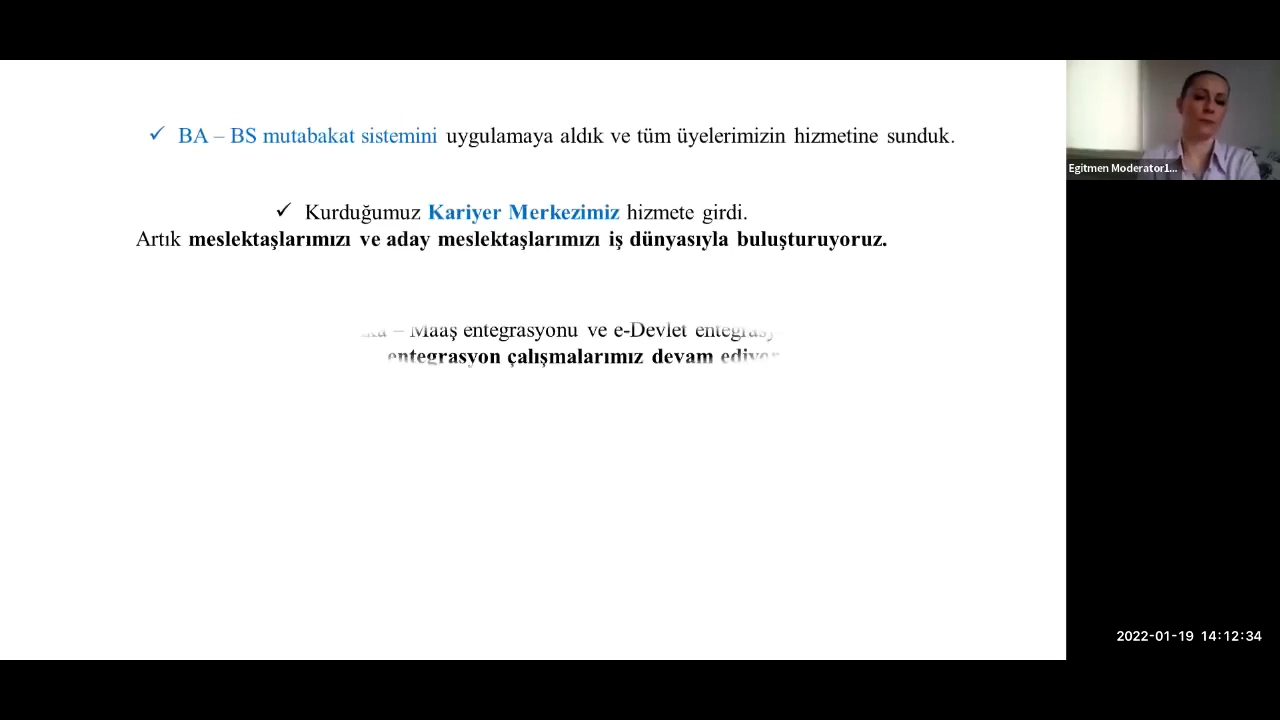 ✓ BA – BS mutabakat sistemini uygulamaya aldık ve tüm üyelerimizin hizmetine sunduk.
✓ Kurduğumuz Kariyer Merkezimiz hizmete girdi.
Artık meslektaşlarımızı ve aday meslektaşlarımızı iş dünyasıyla buluşturuyoruz.
– Maaş entegrasyonu ve e-Devlet
entegrasyon çalışmalarımız devam
Egitmen Moderator1...
2022-01-19 14:12:34